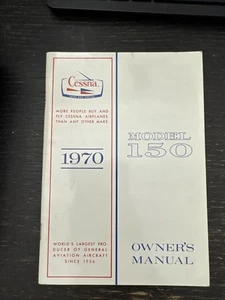 Cessna
MORE PEOPLE BUY AND
FLY CESSNA AIRPLANES
THAN ANY OTHER MAKE
1970
WORLD'S LARGEST PRO-
DUCER OF GENERAL
AVIATION AIRCRAFT
SINCE 1956
MODEL
150
OWNER'S
MANUAL